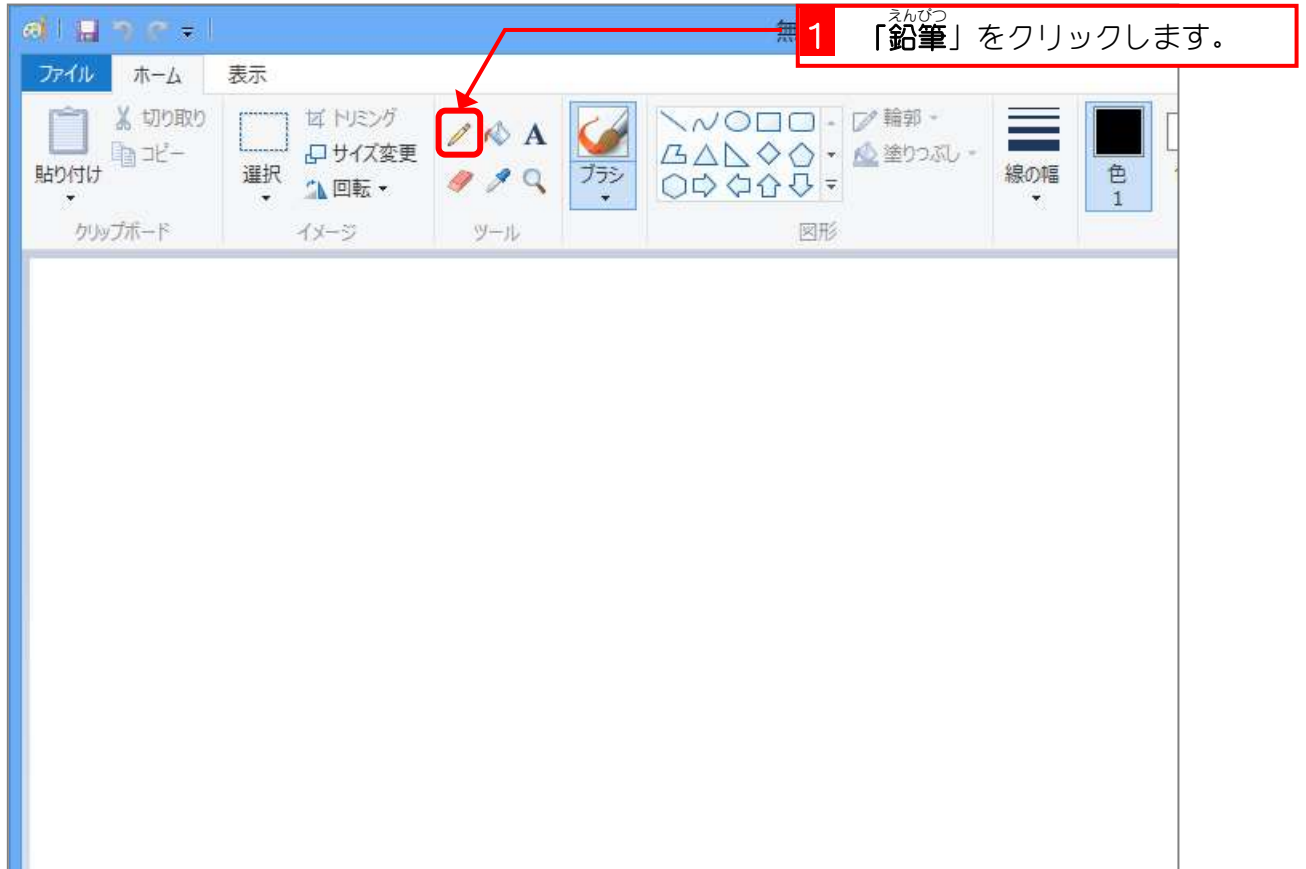 無
1 「鉛筆」をクリックします。
えんぴつ
ファイル ホーム 表示
貼り付け
切り取り
コピー
クリップボード
選択
トリミング
サイズ変更
回転
イメージ
A
ツール
ブラシ
輪郭
塗りつぶし
図形
線の幅
色
1